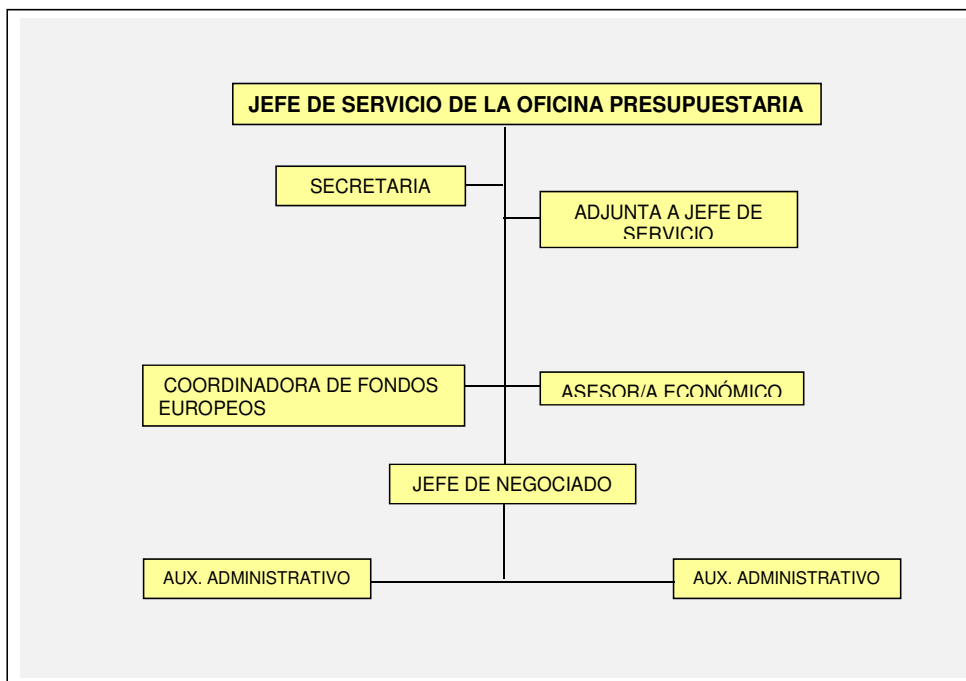 JEFE DE SERVICIO DE LA OFICINA PRESUPUESTARIA
SECRETARIA
ADJUNTA A JEFE DE
SERVICIO
COORDINADORA DE FONDOS
EUROPEOS
ASESOR/A ECONÓMICO
JEFE DE NEGOCIADO
AUX. ADMINISTRATIVO
AUX. ADMINISTRATIVO